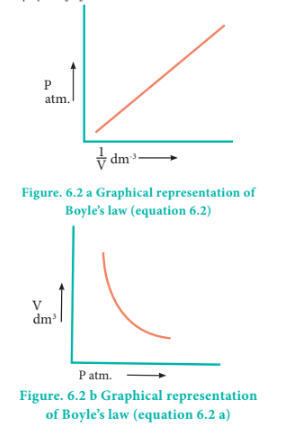 P
atm.
1/V dm⁻³
Figure. 6.2 a Graphical representation of
Boyle's law (equation 6.2)
V
dm³
P atm.
Figure. 6.2 b Graphical representation
of Boyle's law (equation 6.2 a)